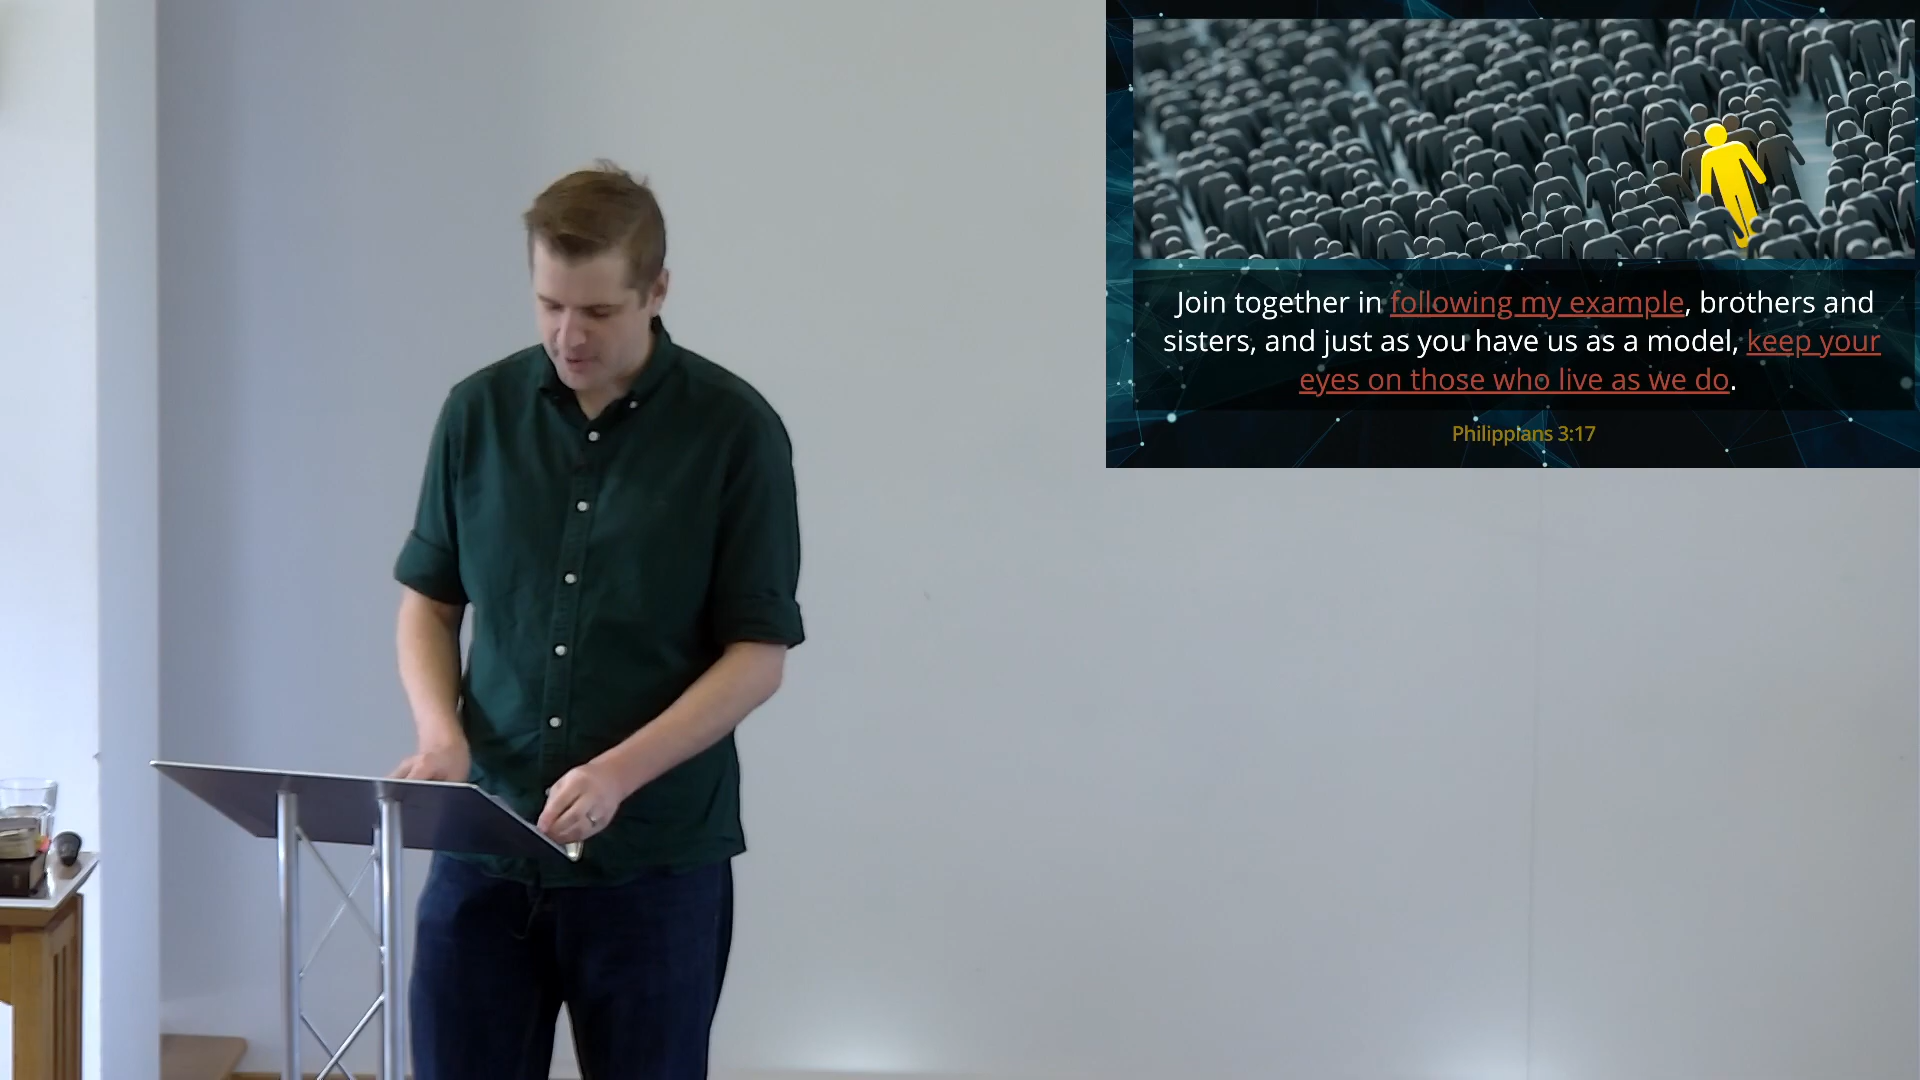 Join together in following my example, brothers and
sisters, and just as you have us as a model, keep your
eyes on those who live as we do.
Philippians 3:17